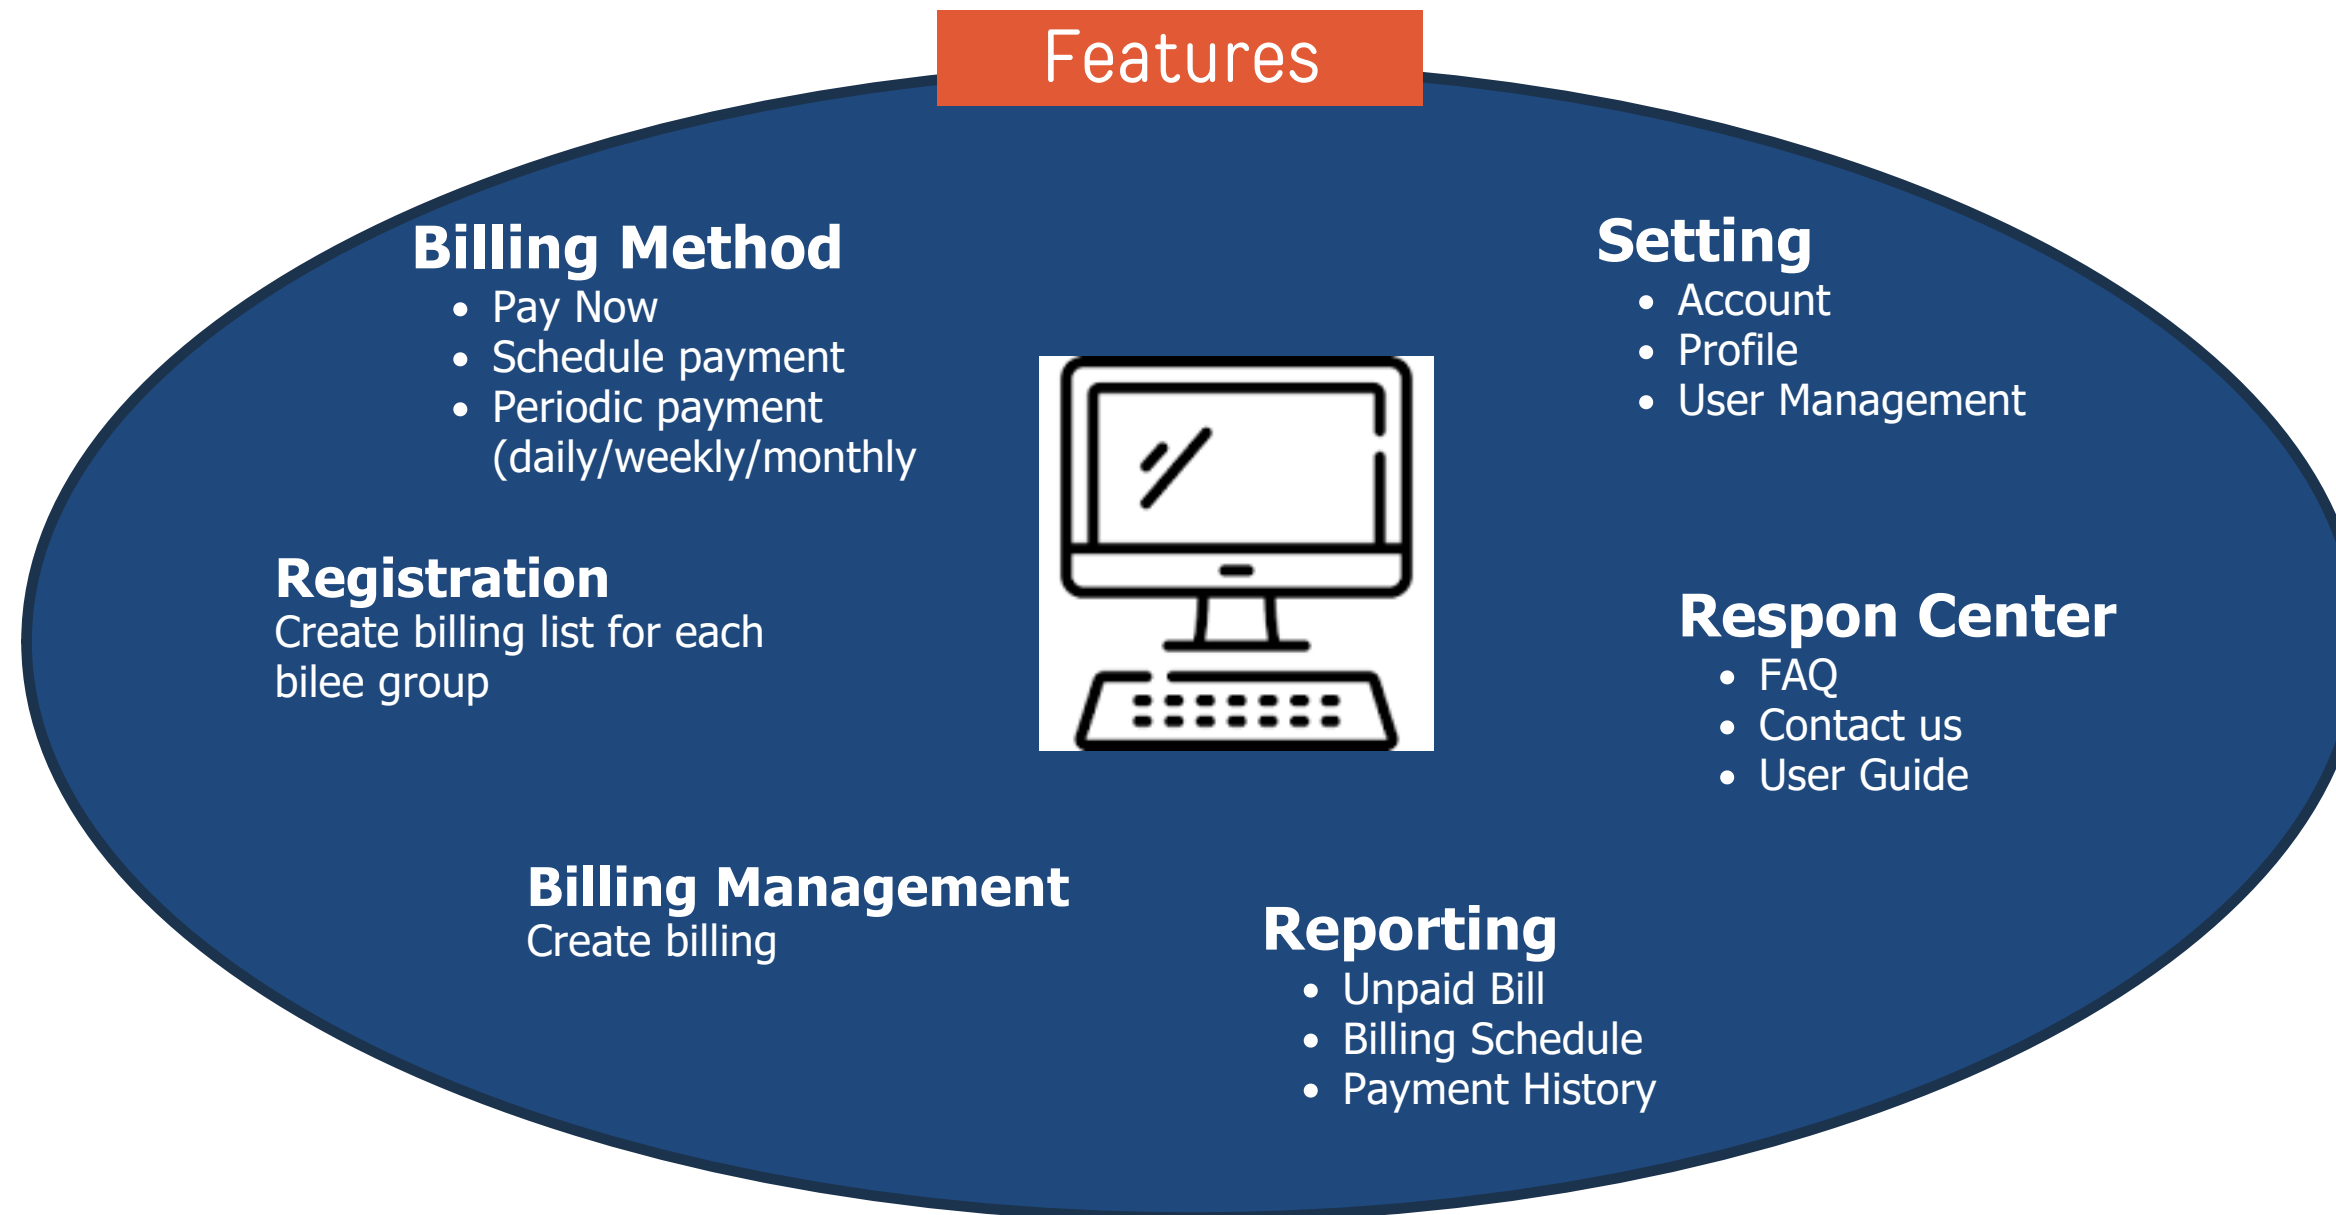 Features
Billing Method
• Pay Now
• Schedule payment
• Periodic payment
(daily/weekly/monthly
Registration
Create billing list for each
bilee group
Billing Management
Create billing
Setting
• Account
• Profile
• User Management
Respon Center
• FAQ
• Contact us
• User Guide
Reporting
• Unpaid Bill
• Billing Schedule
• Payment History